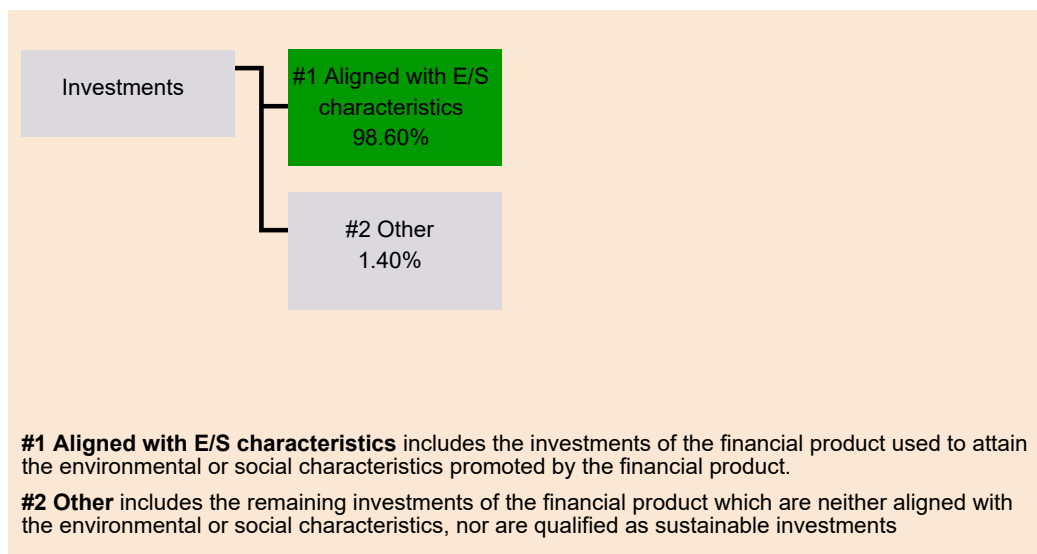 Investments
#1 Aligned with E/S
characteristics
98.60%
#2 Other
1.40%
#1 Aligned with E/S characteristics includes the investments of the financial product used to attain
the environmental or social characteristics promoted by the financial product.
#2 Other includes the remaining investments of the financial product which are neither aligned with
the environmental or social characteristics, nor are qualified as sustainable investments